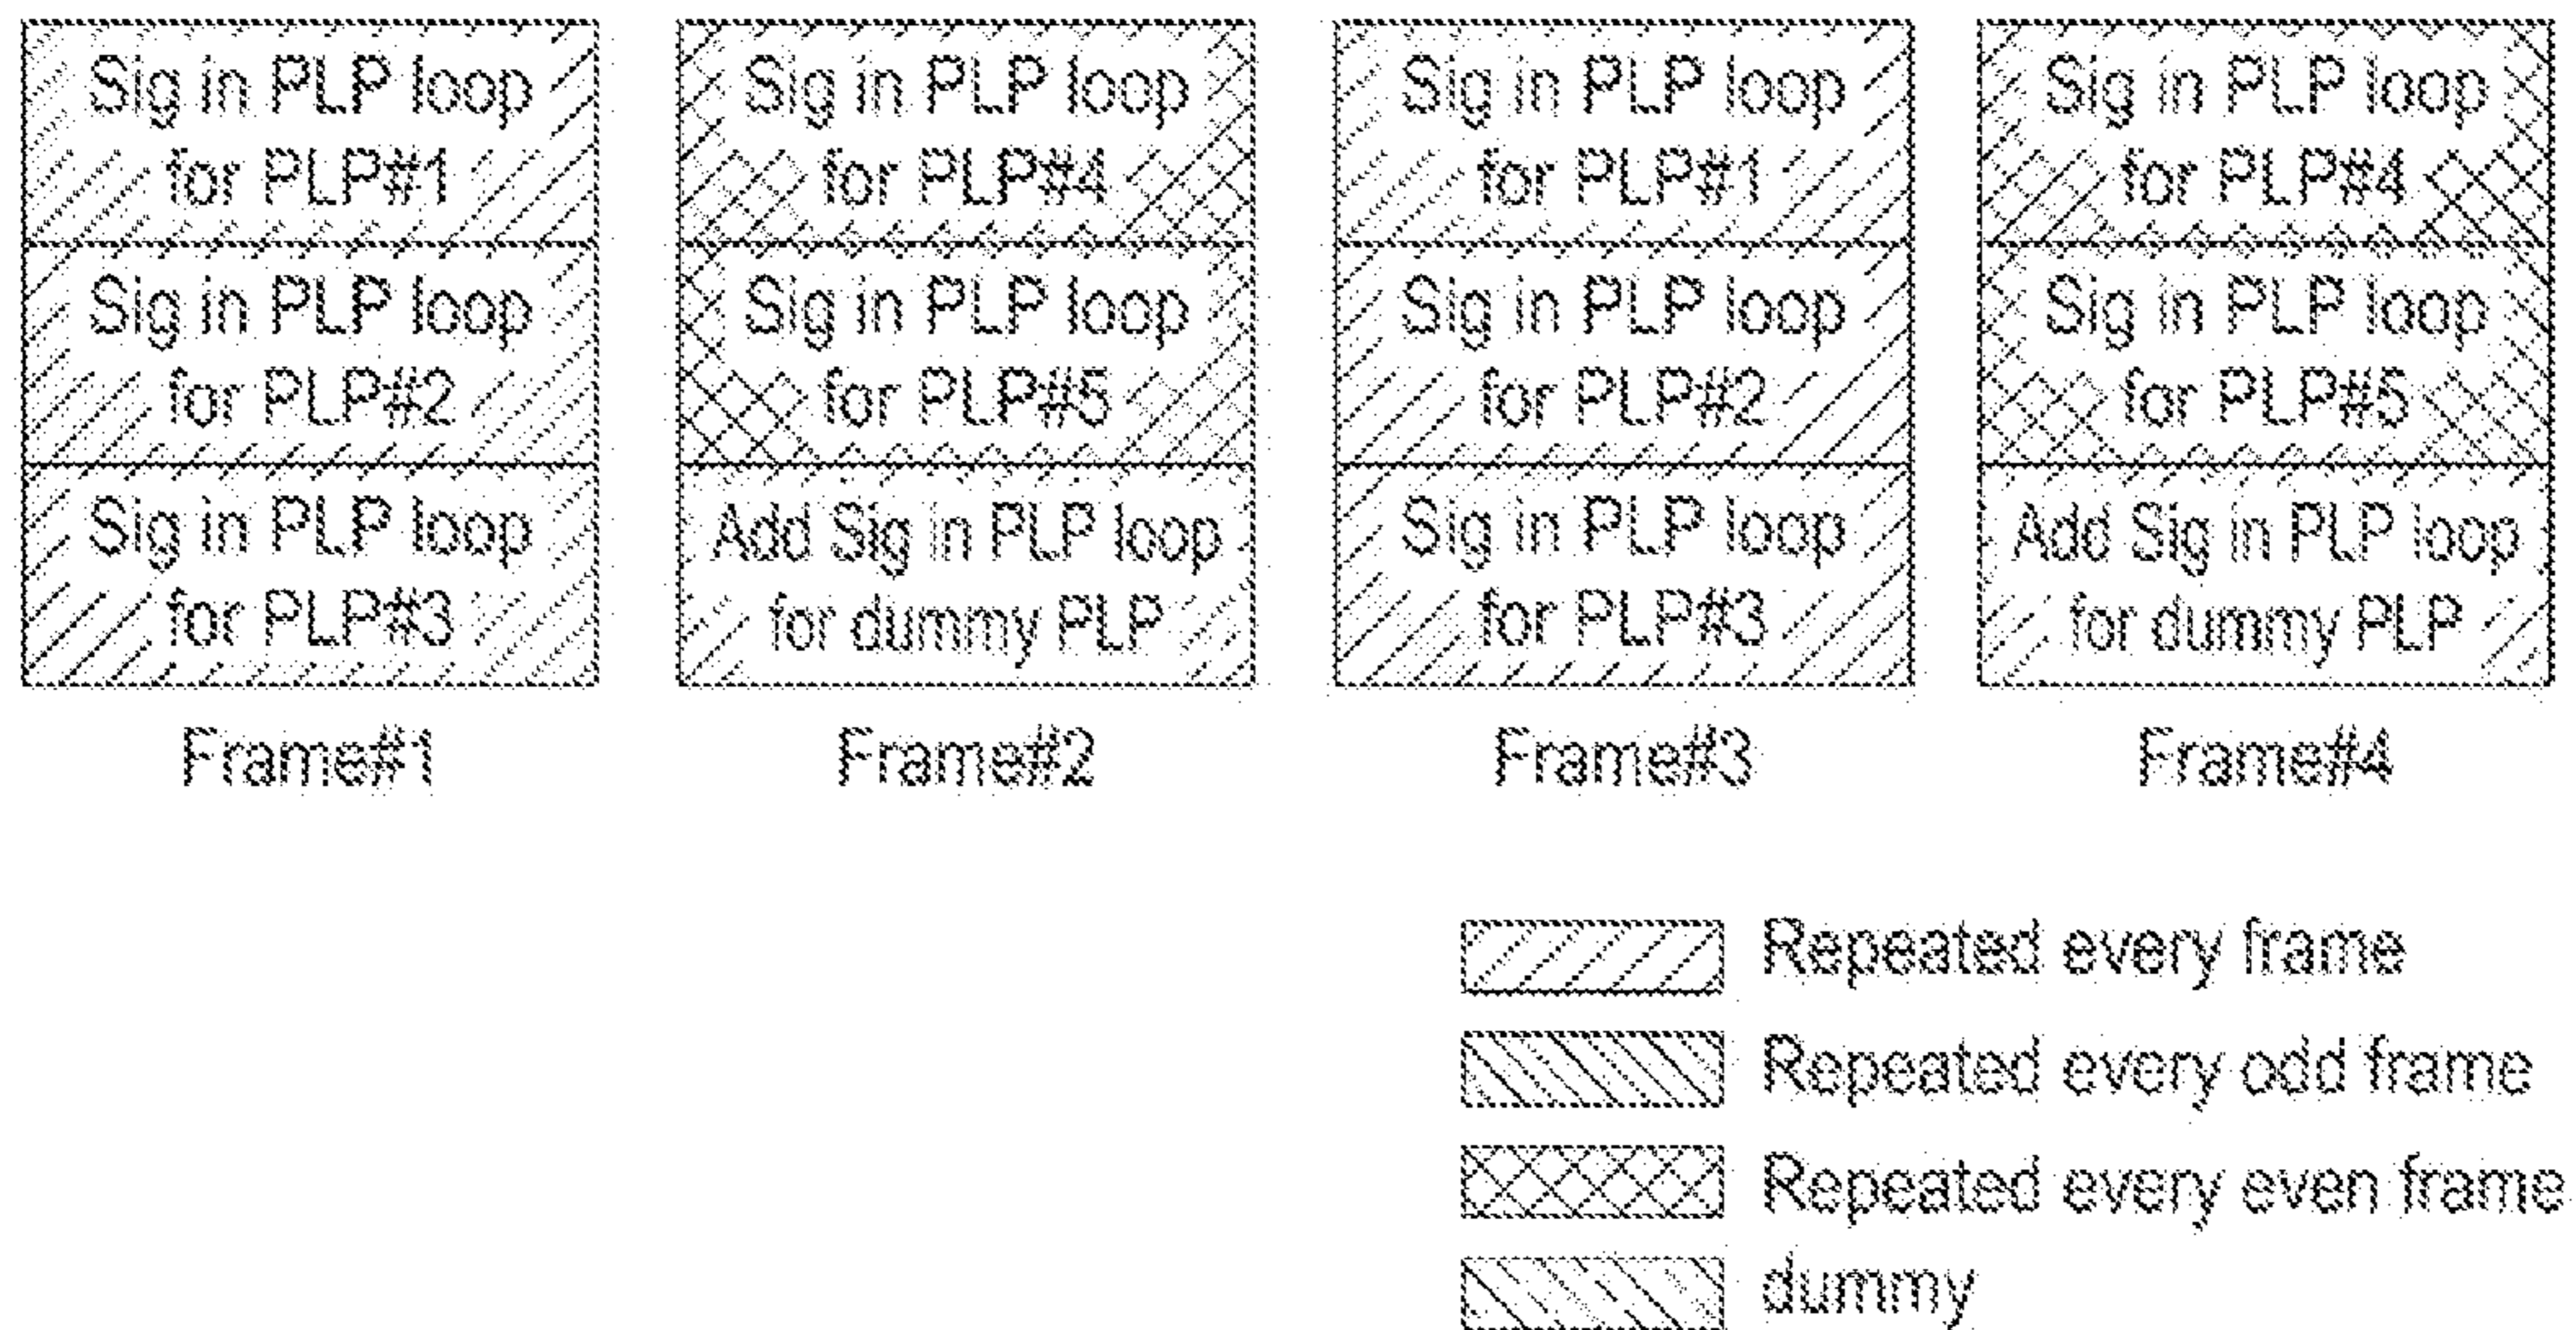 Sig in PLP loop
for PLP#1
Sig in PLP loop
for PLP#2
Sig in PLP loop
for PLP#3
Frame#1
Sig in PLP loop
for PLP#4
Sig in PLP loop
for PLP#5
Add Sig in PLP loop
for dummy PLP
Frame#2
Sig in PLP loop
for PLP#1
Sig in PLP loop
for PLP#2
Sig in PLP loop
for PLP#3
Frame#3
Sig in PLP loop
for PLP#4
Sig in PLP loop
for PLP#5
Add Sig in PLP loop
for dummy PLP
Frame#4
Repeated every frame
Repeated every odd frame
Repeated every even frame
dummy